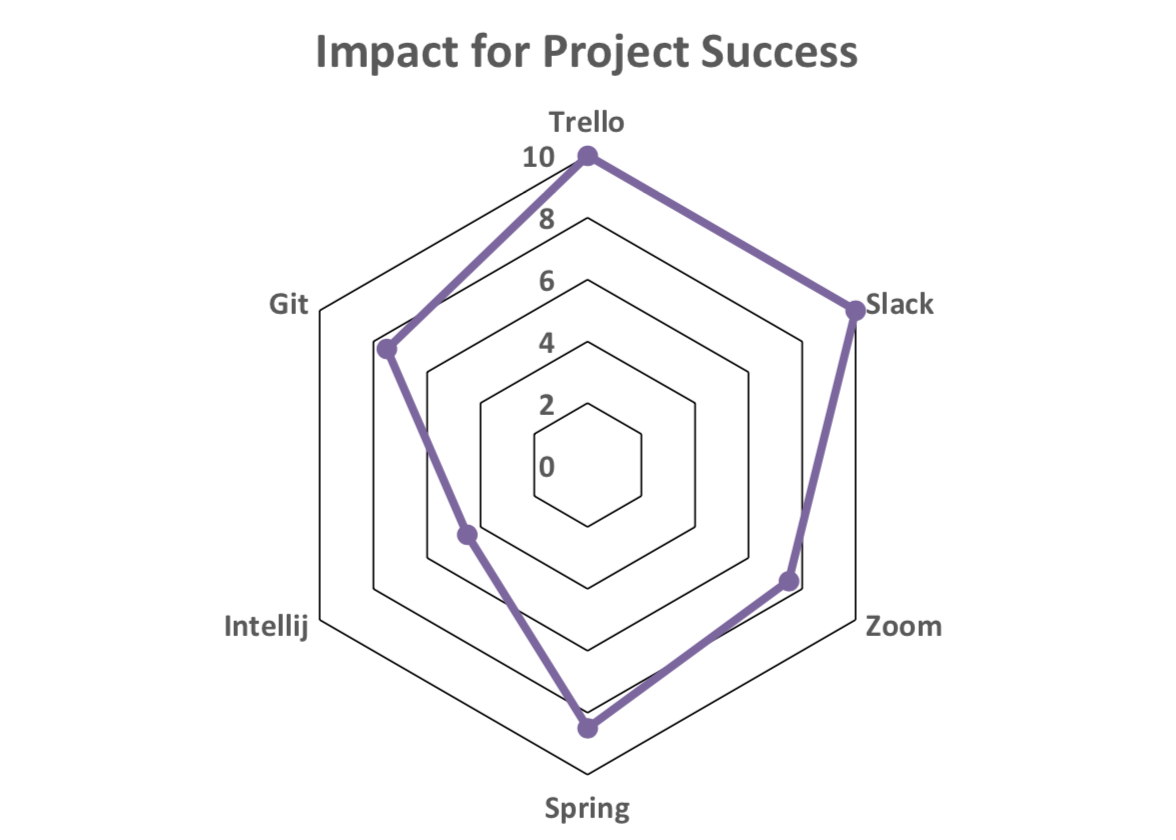 Impact for Project Success
Trello
10
8
Git
Slack
6
4
2
0
Intellij
Zoom
Spring